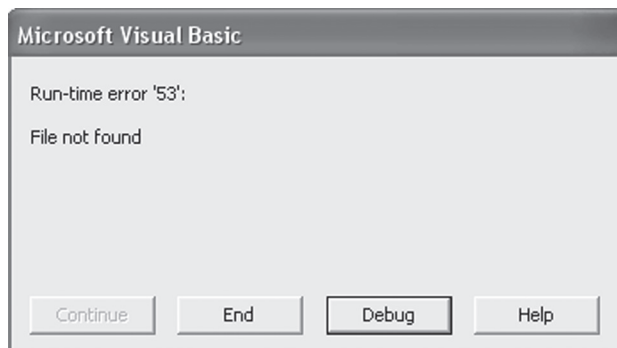 Microsoft Visual Basic
Run-time error '53':
File not found
Continue End Debug Help